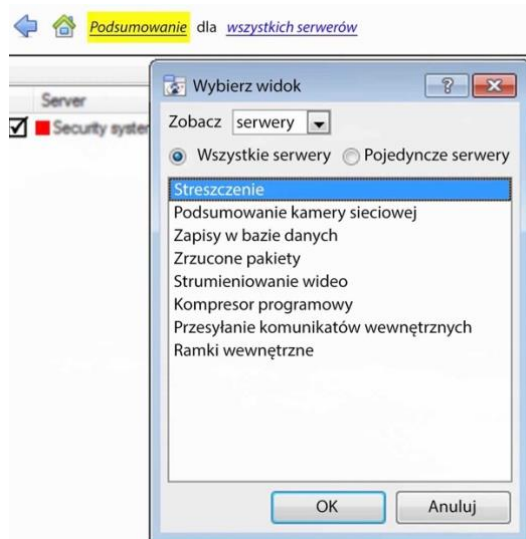 Podsumowanie dla wszystkich serwerów
Wybierz widok
Server
Zobacz serwery
Security system
Wszystkie serwery Pojedyncze serwery
Streszczenie
Podsumowanie kamery sieciowej
Zapisy w bazie danych
Zrzucone pakiety
Strumieniowanie wideo
Kompresor programowy
Przesyłanie komunikatów wewnętrznych
Ramki wewnętrzne
OK Anuluj